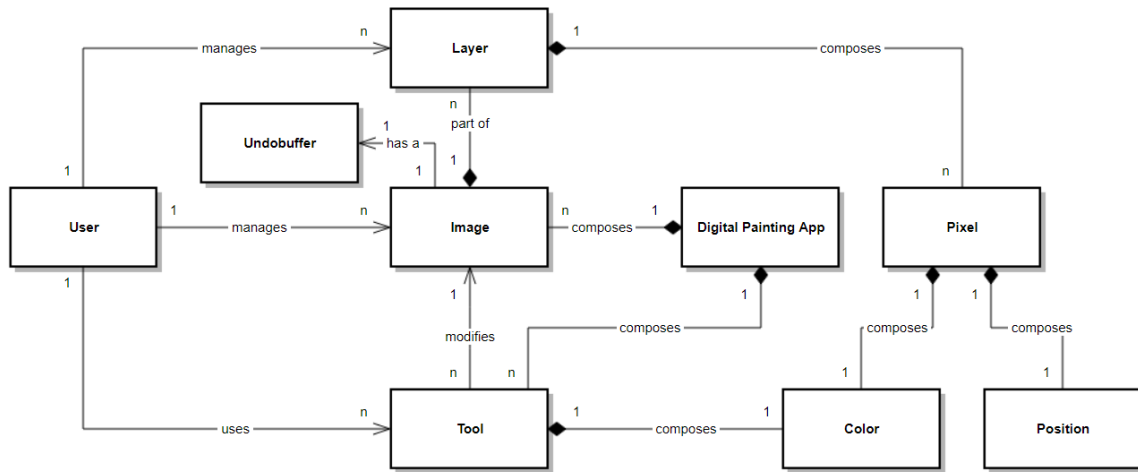 1
n
1
manages
Layer
composes
n
1
part of
Undobuffer
has a
1
1
1
n
1
n
n
1
User
manages
Image
composes
Digital Painting App
Pixel
1
1
1
1
1
modifies
composes
composes
composes
n
n
1
1
n
1
1
uses
Tool
composes
Color
Position